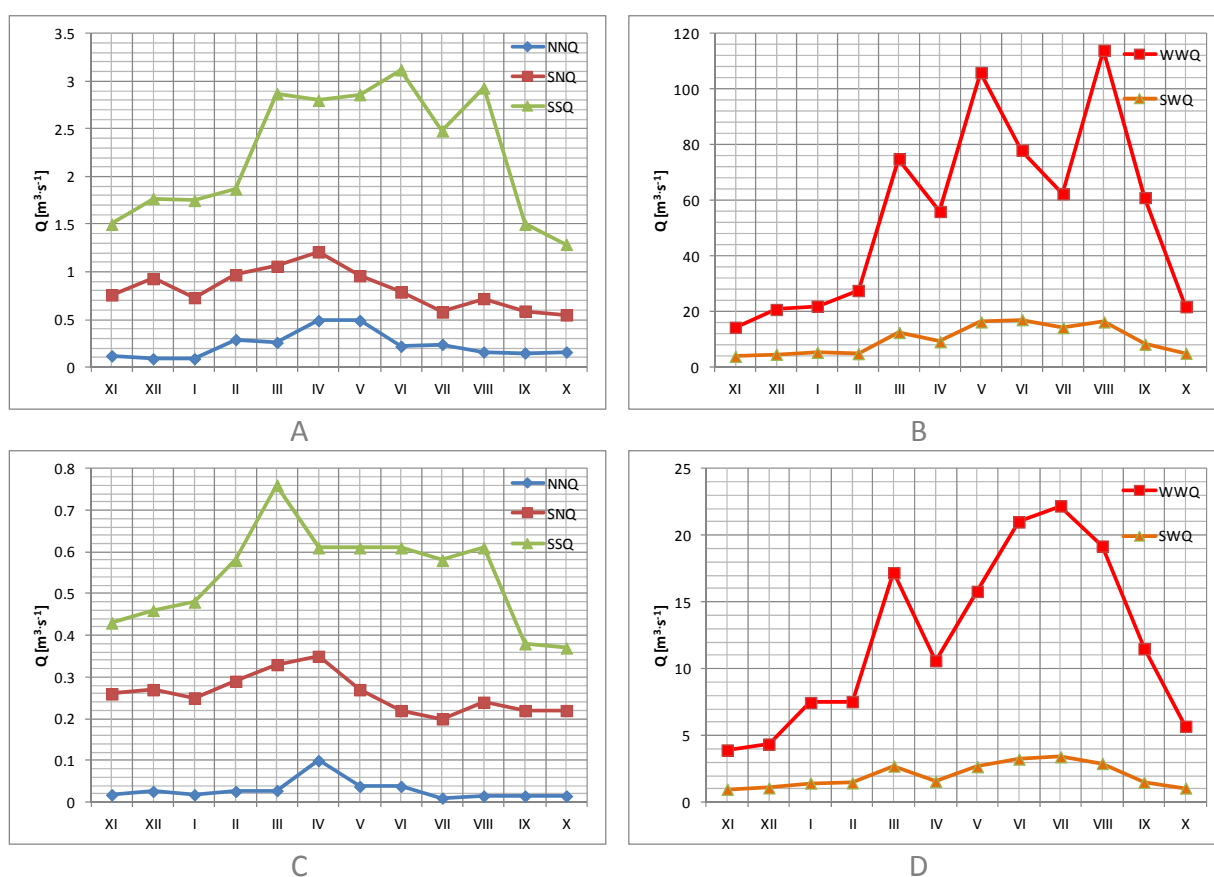 3.5
3
2.5
2
1.5
1
0.5
0
Q [m³·s⁻¹]
NNQ
SNQ
SSQ
XI XII I II III IV V VI VII VIII IX X
A
120
100
80
60
40
20
0
Q [m³·s⁻¹]
WWQ
SWQ
XI XII I II III IV V VI VII VIII IX X
B
0.8
0.7
0.6
0.5
0.4
0.3
0.2
0.1
0
Q [m³·s⁻¹]
NNQ
SNQ
SSQ
XI XII I II III IV V VI VII VIII IX X
C
25
20
15
10
5
0
Q [m³·s⁻¹]
WWQ
SWQ
XI XII I II III IV V VI VII VIII IX X
D